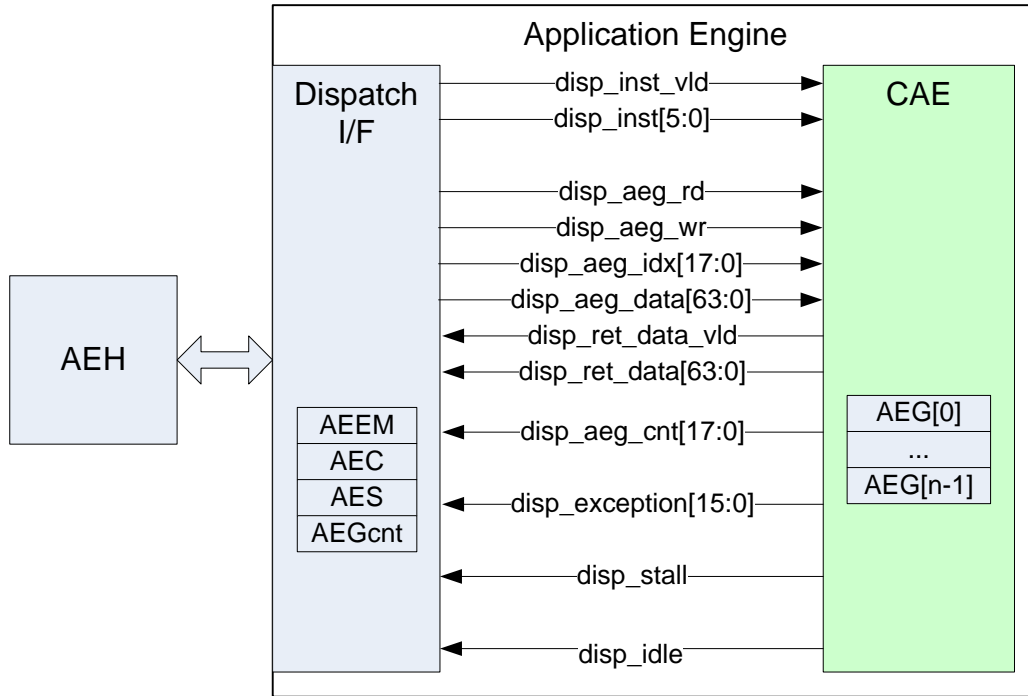 Application Engine
Dispatch
I/F
CAE
disp_inst_vld
disp_inst[5:0]
disp_aeg_rd
disp_aeg_wr
disp_aeg_idx[17:0]
disp_aeg_data[63:0]
disp_ret_data_vld
disp_ret_data[63:0]
disp_aeg_cnt[17:0]
disp_exception[15:0]
disp_stall
disp_idle
AEH
AEEM
AEC
AES
AEGcnt
AEG[0]
...
AEG[n-1]